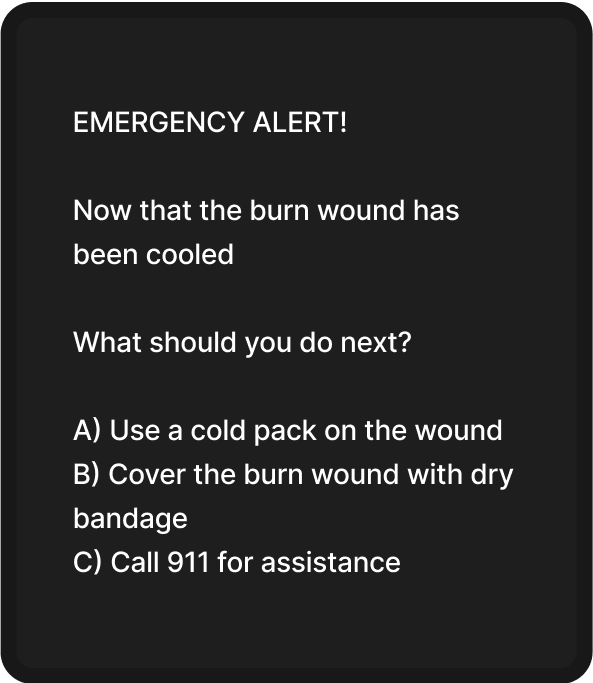 EMERGENCY ALERT!
Now that the burn wound has
been cooled
What should you do next?
A) Use a cold pack on the wound
B) Cover the burn wound with dry
bandage
C) Call 911 for assistance